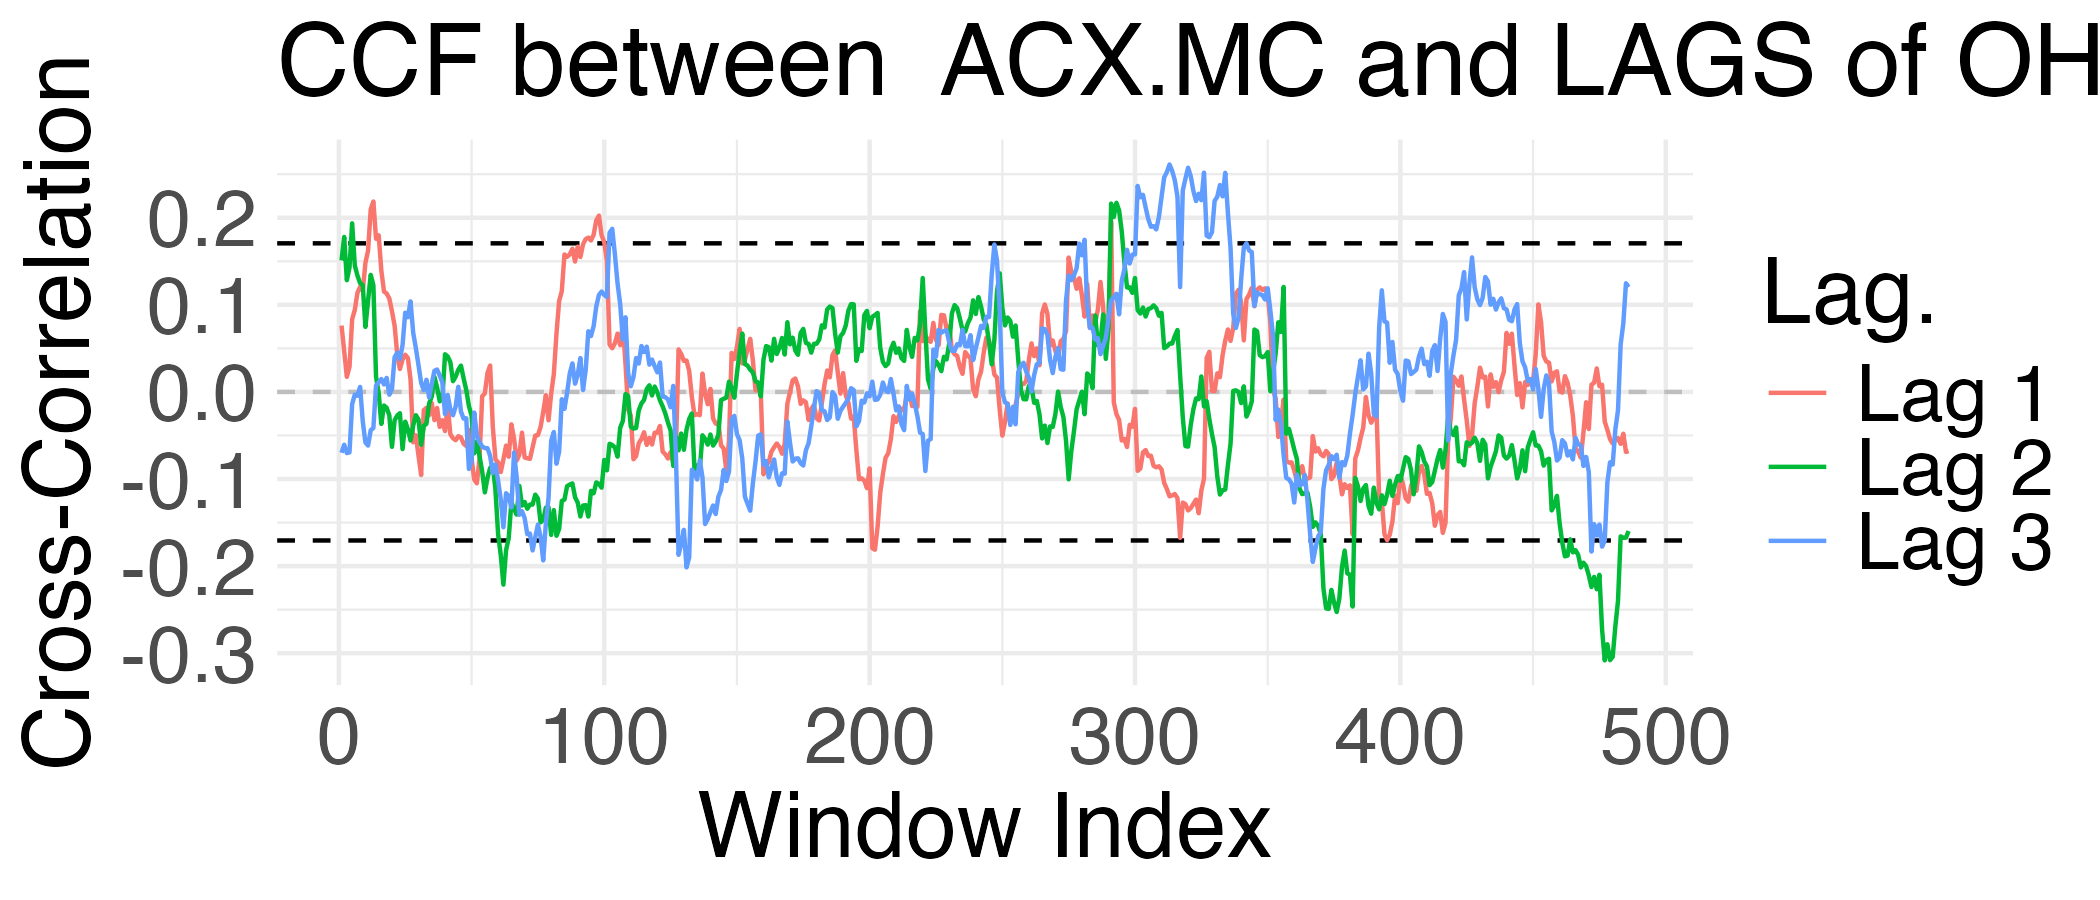 CCF between ACX.MC and LAGS of OH
Cross-Correlation
0.2
0.1
0.0
-0.1
-0.2
-0.3
0 100 200 300 400 500
Window Index
Lag.
Lag 1
Lag 2
Lag 3